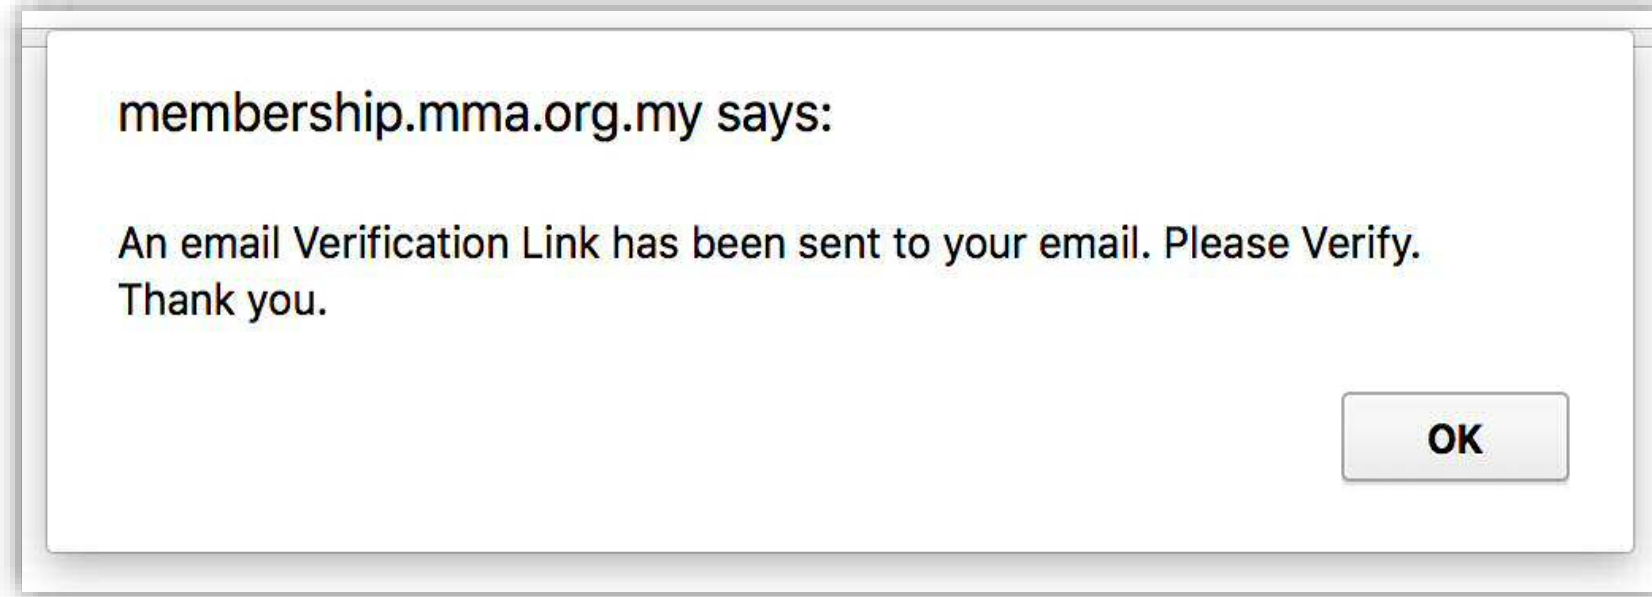 membership.mma.org.my says:
An email Verification Link has been sent to your email. Please Verify.
Thank you.
OK